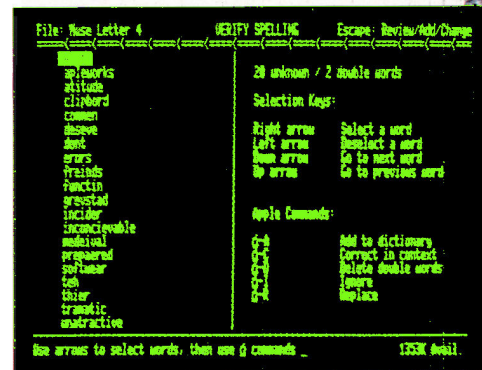 File: Muse Letter 4 VERIFY SPELLING Escape: Review/Add/Change
apleworks
atitude
clipbord
commen
deseve
dont
erors
freinds
functin
greystad
incider
inconcievable
medeival
prepaered
softwear
teh
thier
tramatic
unatractive
20 unknown / 2 double words
Selection Keys:
Right arrow Select a word
Left arrow Deselect a word
Down arrow Go to next word
Up arrow Go to previous word
Apple Commands:
-A Add to dictionary
-C Correct in context
-D Delete double words
-I Ignore
-R Replace
Use arrows to select words, then use commands _ 1353K Avail.